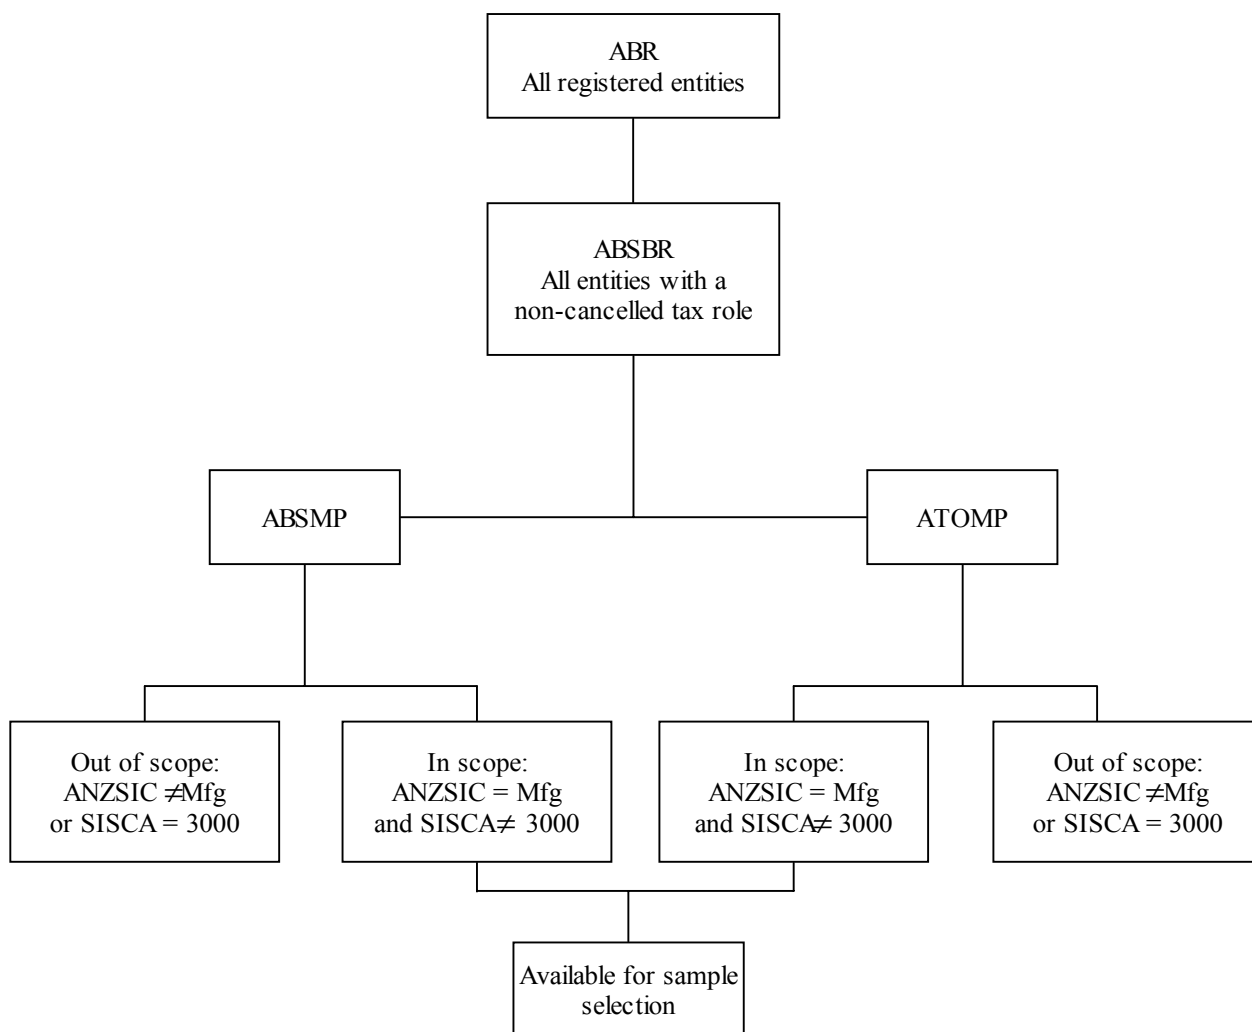 ABR
All registered entities
ABSBR
All entities with a
non-cancelled tax role
ABSMP
ATOMP
Out of scope:
ANZSIC ≠Mfg
or SISCA = 3000
In scope:
ANZSIC = Mfg
and SISCA≠ 3000
In scope:
ANZSIC = Mfg
and SISCA≠ 3000
Out of scope:
ANZSIC ≠Mfg
or SISCA = 3000
Available for sample
selection